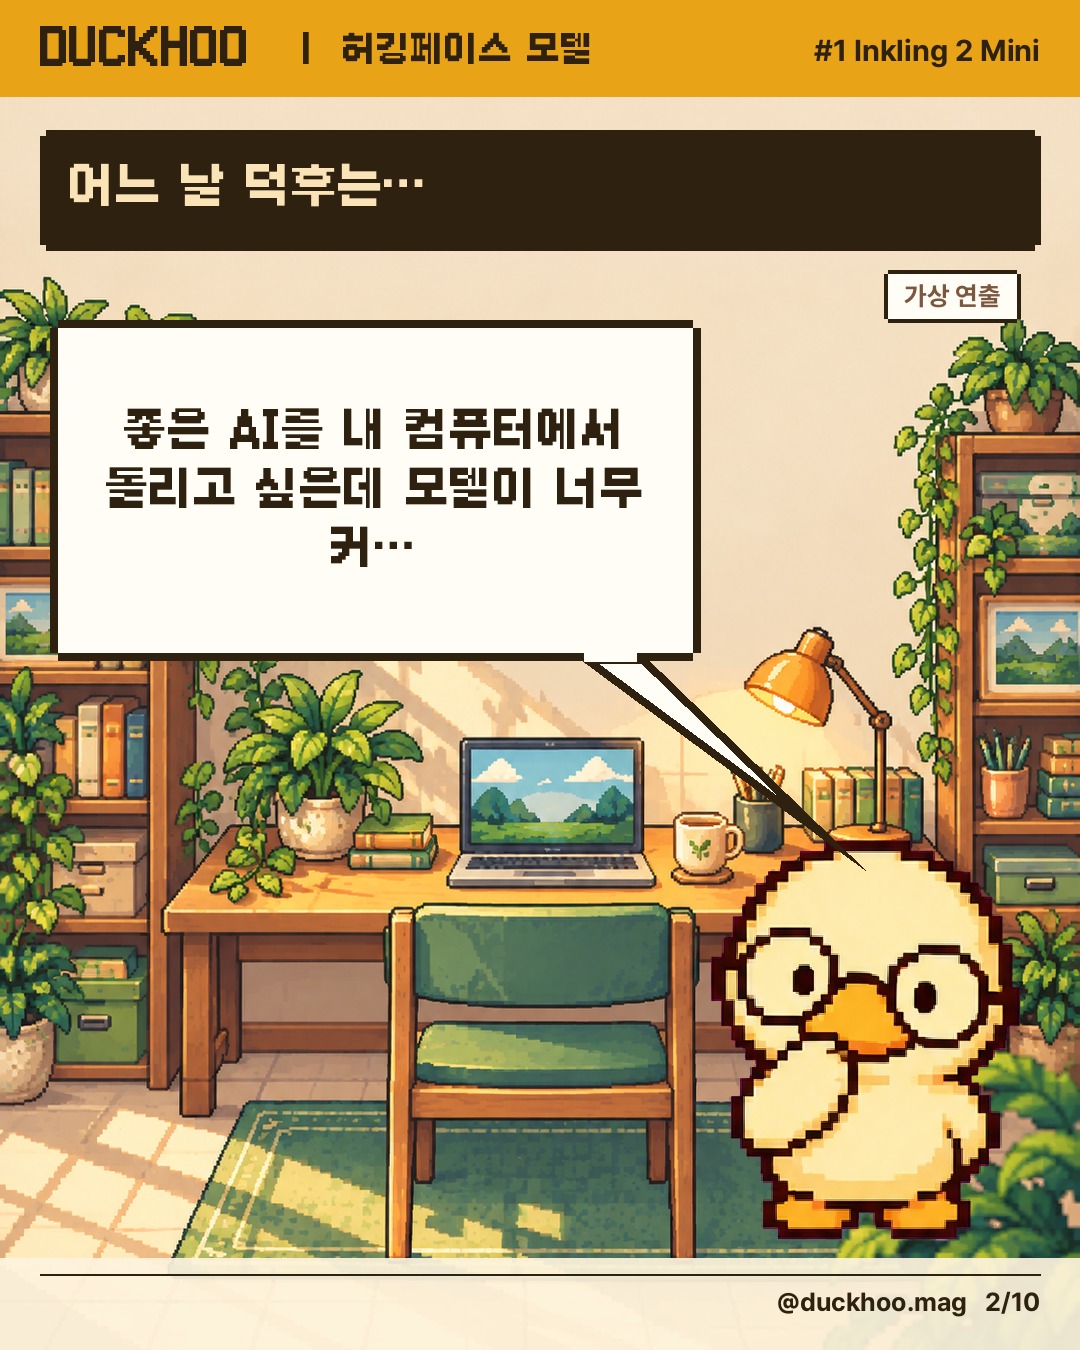 DUCKHOO | 허깅페이스 모델 #1 Inkling 2 Mini
어느 날 덕후는…
가상 연출
좋은 AI를 내 컴퓨터에서
돌리고 싶은데 모델이 너무
커…
@duckhoo.mag 2/10